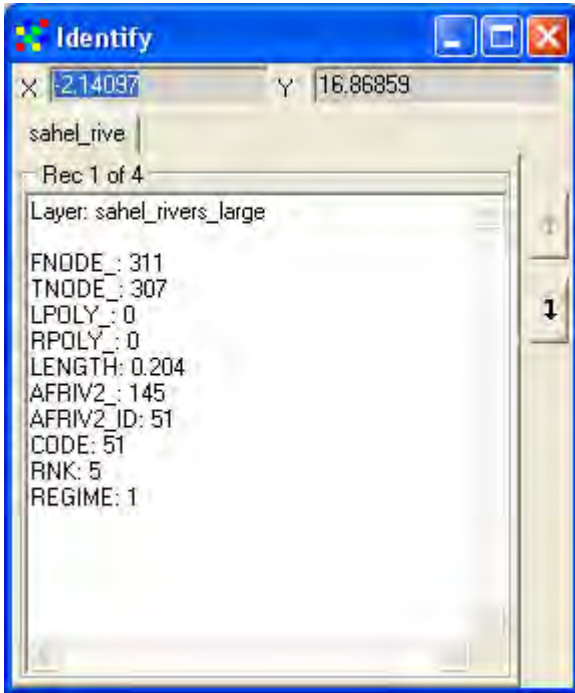 Identify
X -2.14097 Y 16.86859
sahel_rive
Rec 1 of 4
Layer: sahel_rivers_large
FNODE_: 311
TNODE_: 307
LPOLY_: 0
RPOLY_: 0
LENGTH: 0.204
AFRIV2_: 145
AFRIV2_ID: 51
CODE: 51
RNK: 5
REGIME: 1